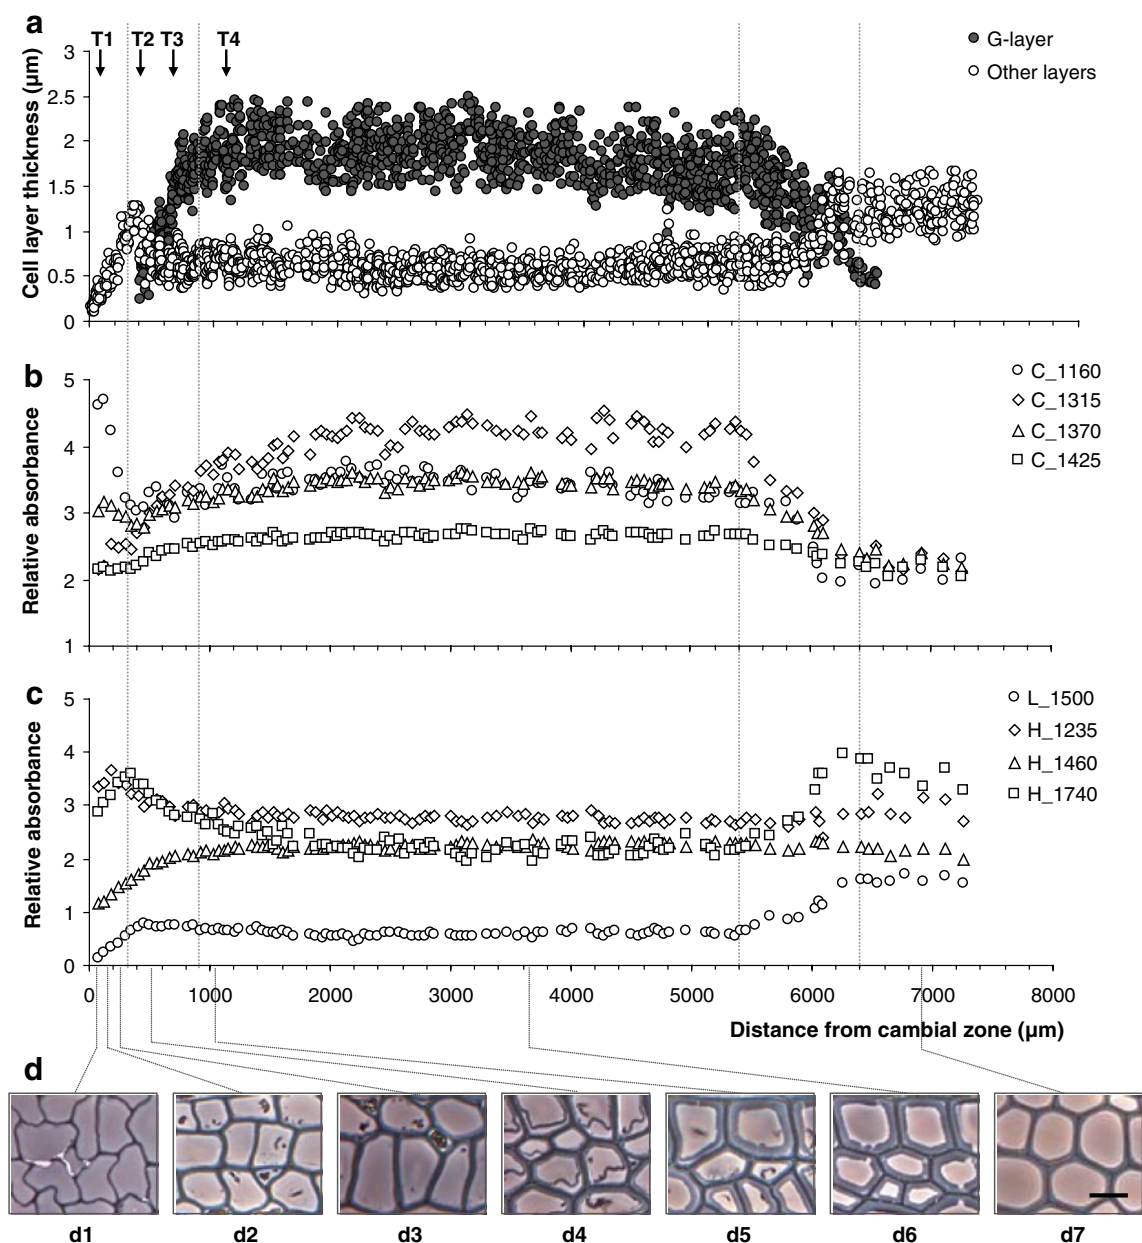 a
T1 T2 T3 T4
G-layer
Other layers
Cell layer thickness (µm)
3
2.5
2
1.5
1
0.5
0
b
C_1160
C_1315
C_1370
C_1425
Relative absorbance
5
4
3
2
1
c
L_1500
H_1235
H_1460
H_1740
Relative absorbance
5
4
3
2
1
0
0 1000 2000 3000 4000 5000 6000 7000 8000
Distance from cambial zone (µm)
d
d1 d2 d3 d4 d5 d6 d7